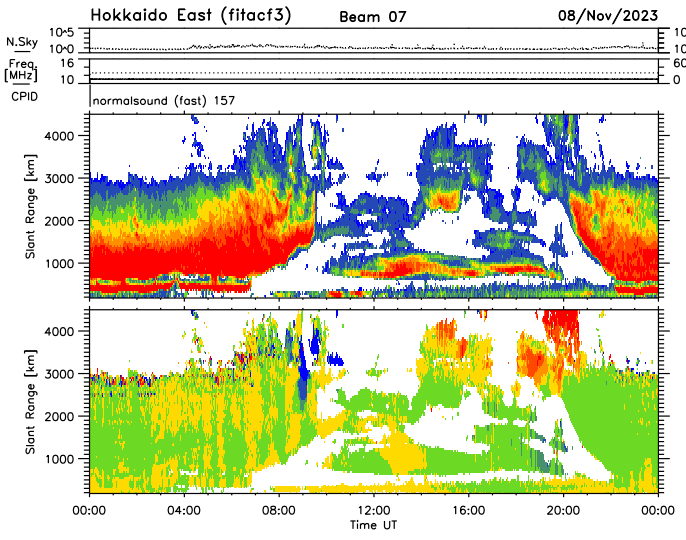 Hokkaido East (fitacf3) Beam 07 08/Nov/2023
N.Sky 10^5 10^0 10 10
Freq. [MHz] 16 10 60 0
CPID normalsound (fast) 157
Slant Range [km] 4000 3000 2000 1000
Slant Range [km] 4000 3000 2000 1000
00:00 04:00 08:00 12:00 16:00 20:00 00:00
Time UT